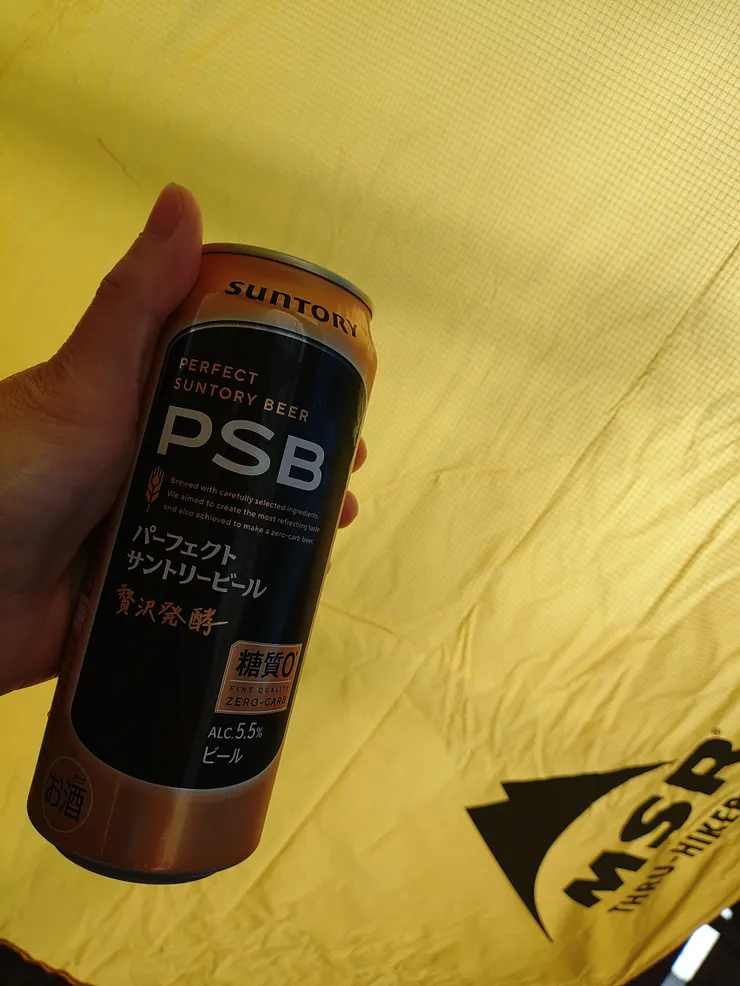 SUNTORY
PERFECT
SUNTORY BEER
PSB
Brewed with carefully selected ingredients.
We aimed to create the most refreshing taste
and also achieved to make a zero-carb beer.
パーフェクト
サントリービール
贅沢発酵
糖質0*
FINE QUALITY
ZERO-CARB
ALC.5.5%
ビール
お酒
MSR®
THRU-HIKER